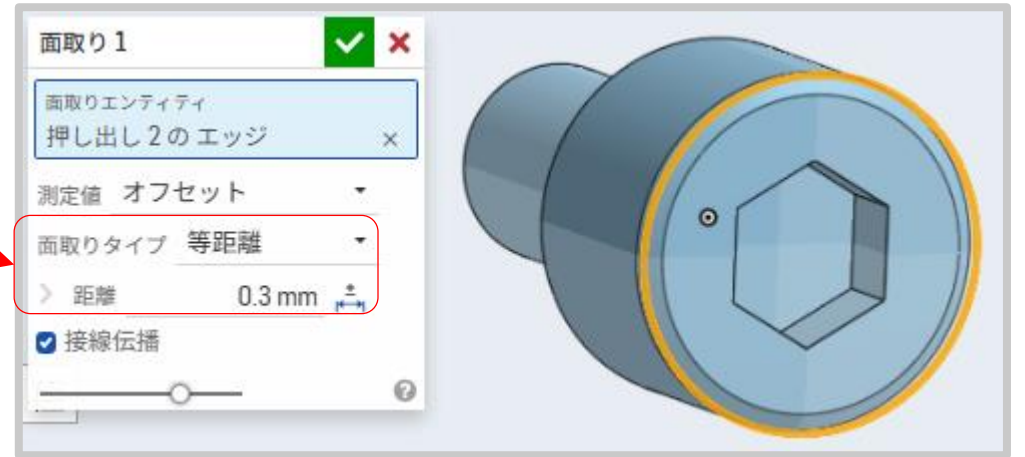 面取り 1
面取りエンティティ
押し出し 2 の エッジ
測定値 オフセット
面取りタイプ 等距離
距離 0.3 mm
接線伝播